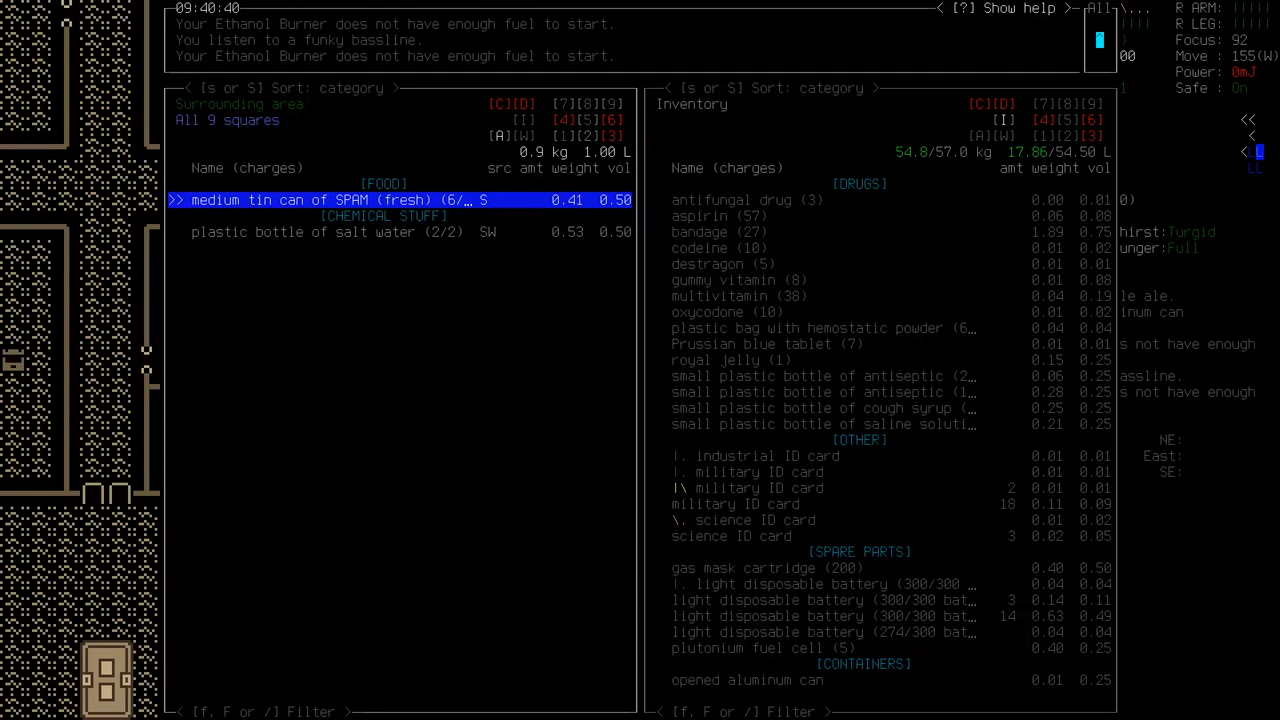 09:40:40
< [?] Show help >
All \...
Your Ethanol Burner does not have enough fuel to start.
You listen to a funky bassline.
Your Ethanol Burner does not have enough fuel to start.
R ARM: |||||
R LEG: |||||
Focus: 92
00 Move : 155(W)
Power: 0mJ
1 Safe : On
< [s or S] Sort: category >
Surrounding area [C][D] [7][8][9]
All 9 squares [I] [4][5][6]
[A][W] [1][2][3]
0.9 kg 1.00 L
Name (charges) src amt weight vol
[FOOD]
>> medium tin can of SPAM (fresh) (6/… S 0.41 0.50
[CHEMICAL STUFF]
plastic bottle of salt water (2/2) SW 0.53 0.50
< [f, F or /] Filter >
< [s or S] Sort: category >
Inventory [C][D] [7][8][9]
[I] [4][5][6]
[A][W] [1][2][3]
54.8/57.0 kg 17.86/54.50 L
Name (charges) amt weight vol
[DRUGS]
antifungal drug (3) 0.00 0.01
aspirin (57) 0.06 0.08
bandage (27) 1.89 0.75
codeine (10) 0.01 0.02
destragon (5) 0.01 0.01
gummy vitamin (8) 0.01 0.08
multivitamin (38) 0.04 0.19
oxycodone (10) 0.01 0.02
plastic bag with hemostatic powder (6… 0.04 0.04
Prussian blue tablet (7) 0.01 0.01
royal jelly (1) 0.15 0.25
small plastic bottle of antiseptic (2… 0.06 0.25
small plastic bottle of antiseptic (1… 0.28 0.25
small plastic bottle of cough syrup (… 0.25 0.25
small plastic bottle of saline soluti… 0.21 0.25
[OTHER]
|. industrial ID card 0.01 0.01
|. military ID card 0.01 0.01
|\ military ID card 2 0.01 0.01
military ID card 18 0.11 0.09
\. science ID card 0.01 0.02
science ID card 3 0.02 0.05
[SPARE PARTS]
gas mask cartridge (200) 0.40 0.50
|. light disposable battery (300/300 … 0.04 0.04
light disposable battery (300/300 bat… 3 0.14 0.11
light disposable battery (300/300 bat… 14 0.63 0.49
light disposable battery (274/300 bat… 0.04 0.04
plutonium fuel cell (5) 0.40 0.25
[CONTAINERS]
opened aluminum can 0.01 0.25
< [f, F or /] Filter >
<<
<
<LL
LL
0)
hirst:Turgid
unger:Full
le ale.
inum can
s not have enough
assline.
s not have enough
NE:
East:
SE: